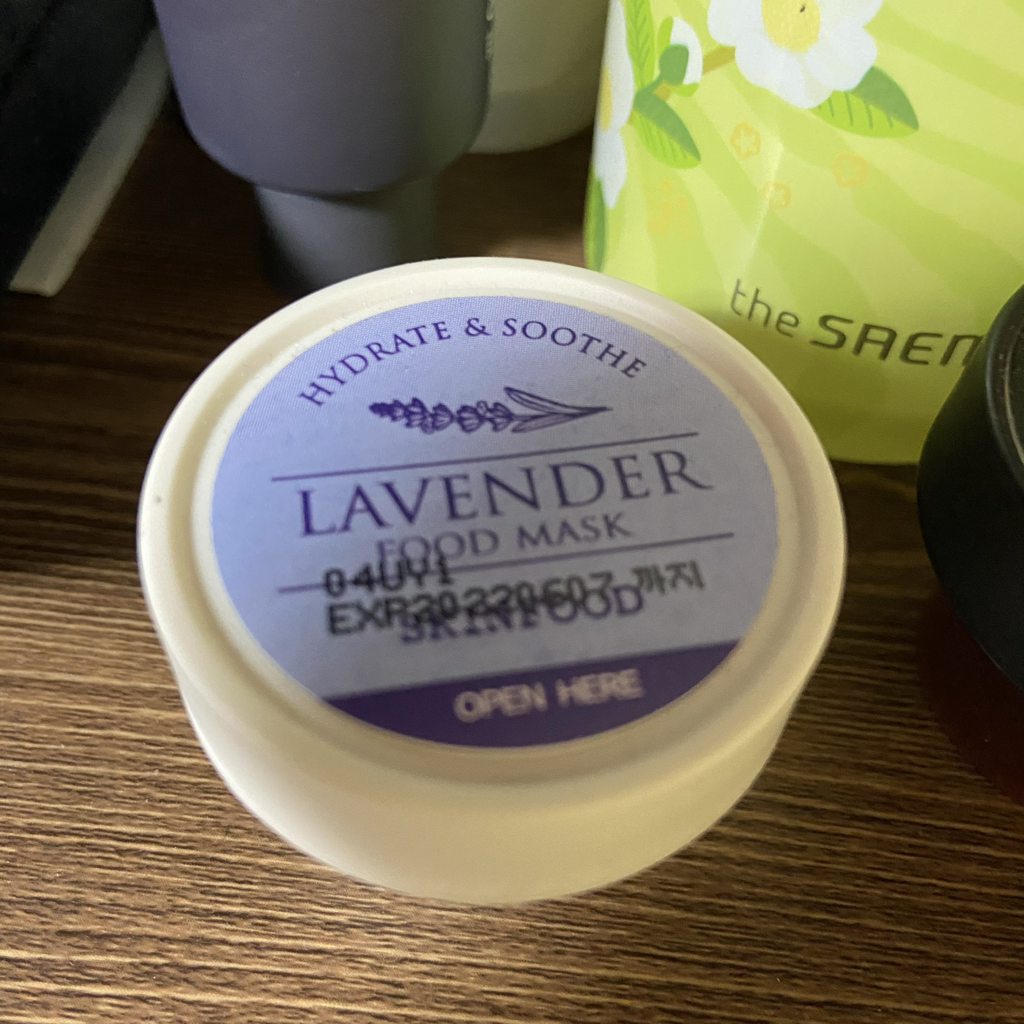 the SAEM
HYDRATE & SOOTHE
LAVENDER
FOOD MASK
04UY1
EXP20220607 까지
SKINFOOD
OPEN HERE